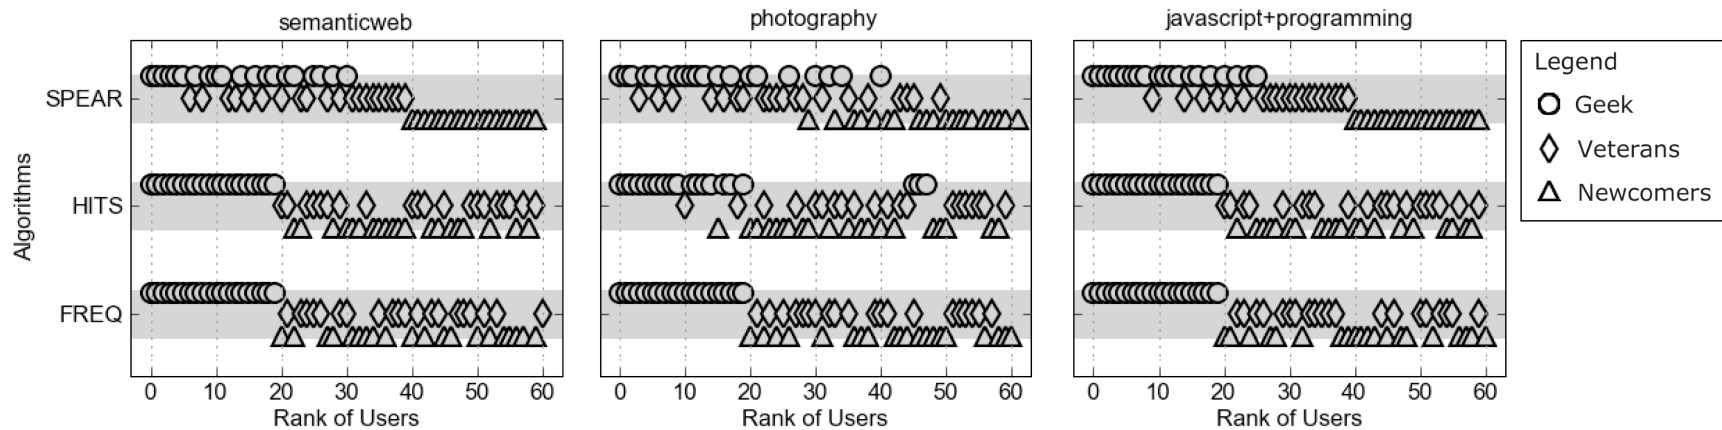 semanticweb
photography
javascript+programming
Algorithms
SPEAR
HITS
FREQ
0 10 20 30 40 50 60
0 10 20 30 40 50 60
0 10 20 30 40 50 60
Rank of Users
Rank of Users
Rank of Users
Legend
Geek
Veterans
Newcomers